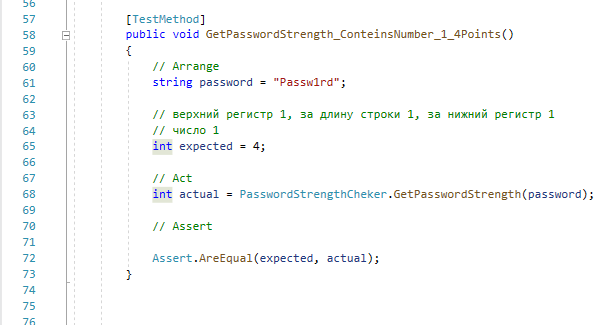 56
57 [TestMethod]
58 public void GetPasswordStrength_ConteinsNumber_1_4Points()
59 {
60 // Arrange
61 string password = "Passw1rd";
62
63 // верхний регистр 1, за длину строки 1, за нижний регистр 1
64 // число 1
65 int expected = 4;
66
67 // Act
68 int actual = PasswordStrengthCheker.GetPasswordStrength(password);
69
70 // Assert
71
72 Assert.AreEqual(expected, actual);
73 }
74
75
76